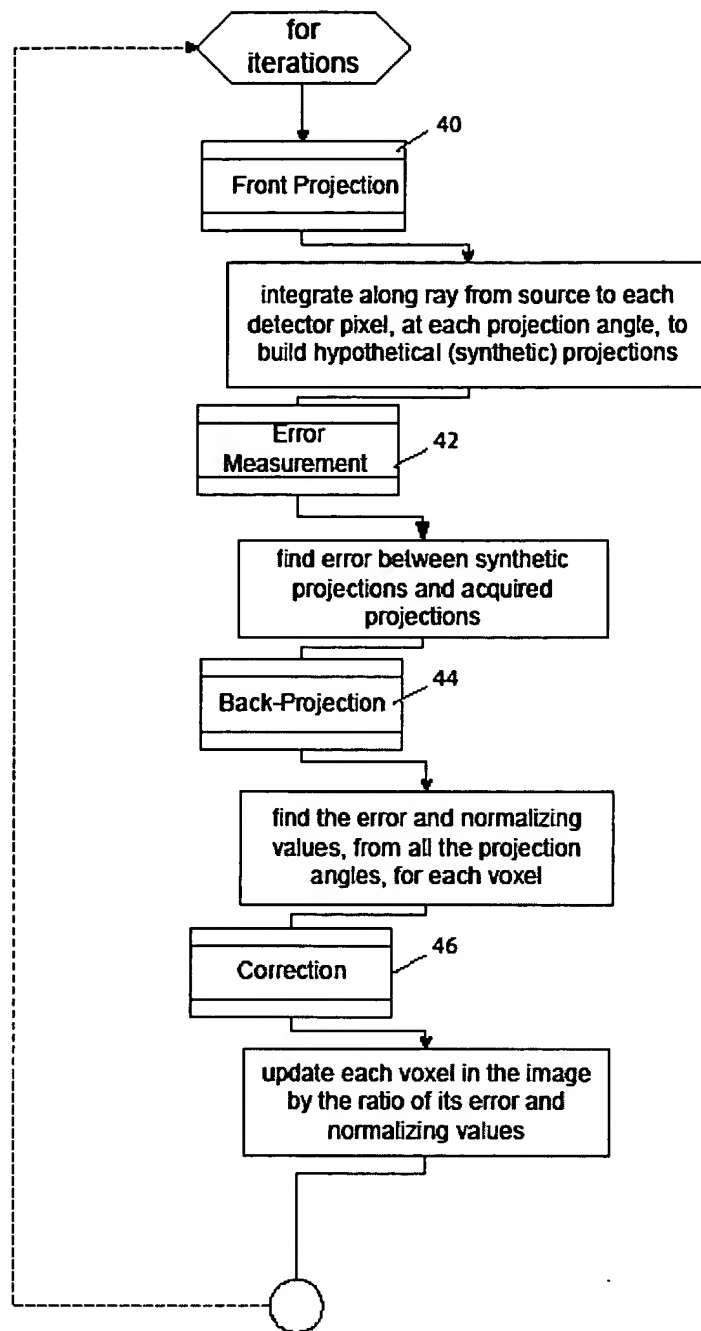 for
iterations
40
Front Projection
integrate along ray from source to each
detector pixel, at each projection angle, to
build hypothetical (synthetic) projections
Error
Measurement
42
find error between synthetic
projections and acquired
projections
44
Back-Projection
find the error and normalizing
values, from all the projection
angles, for each voxel
46
Correction
update each voxel in the image
by the ratio of its error and
normalizing values